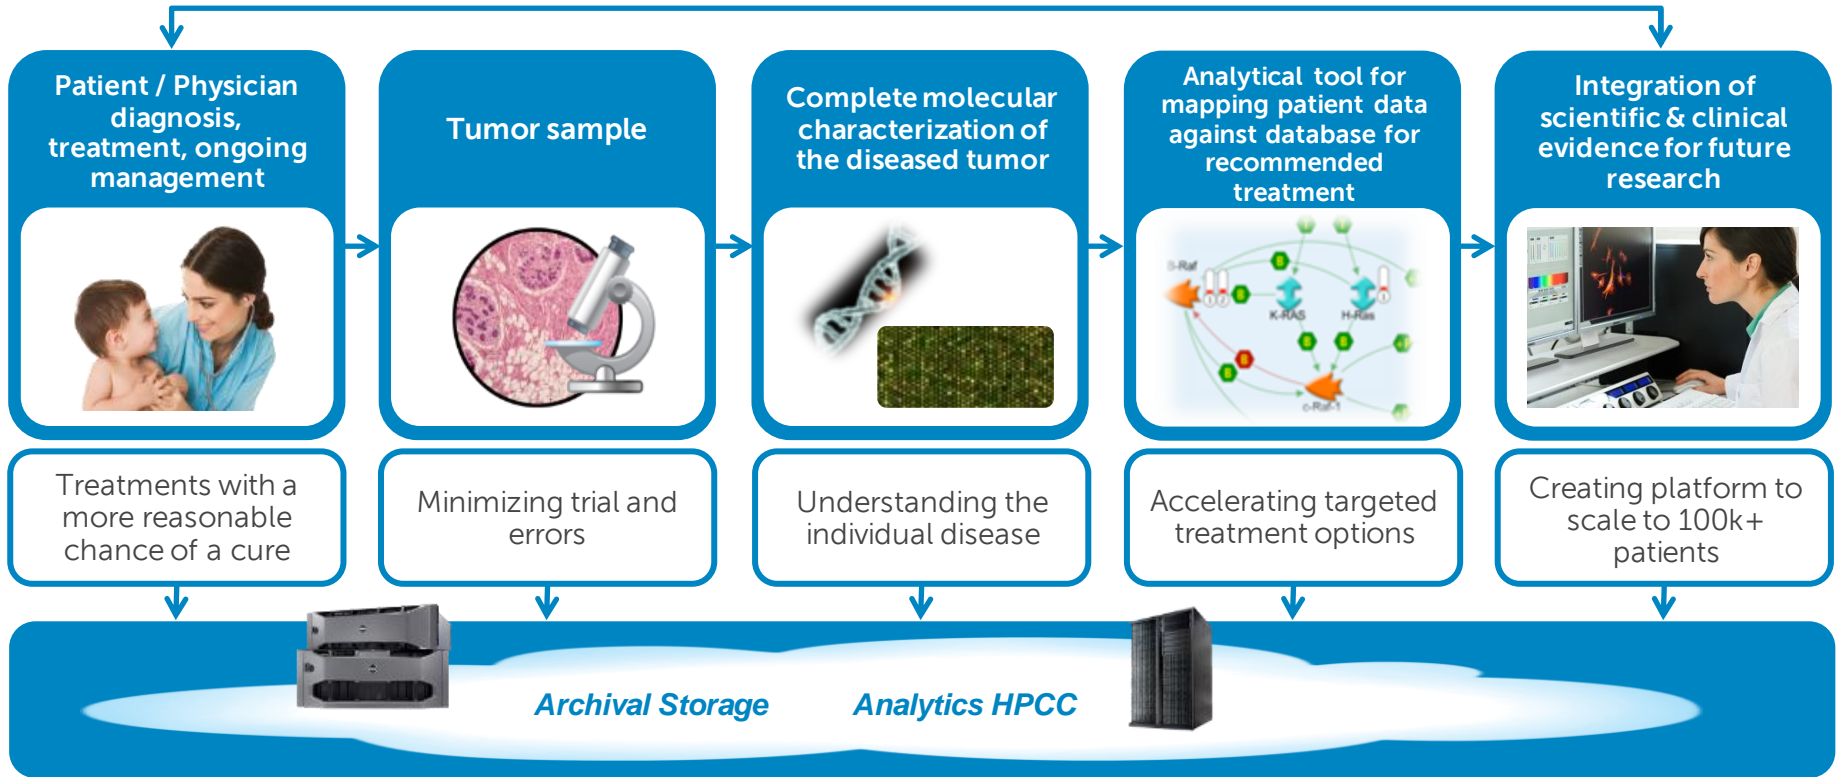 Patient / Physician
diagnosis,
treatment, ongoing
management
Tumor sample
Complete molecular
characterization of
the diseased tumor
Analytical tool for
mapping patient data
against database for
recommended
treatment
Integration of
scientific & clinical
evidence for future
research
B-Raf
1 2
B
B
K-RAS
H-Ras
1
B
B
B
B
c-Raf-1
Treatments with a
more reasonable
chance of a cure
Minimizing trial and
errors
Understanding the
individual disease
Accelerating targeted
treatment options
Creating platform to
scale to 100k+
patients
Archival Storage
Analytics HPCC